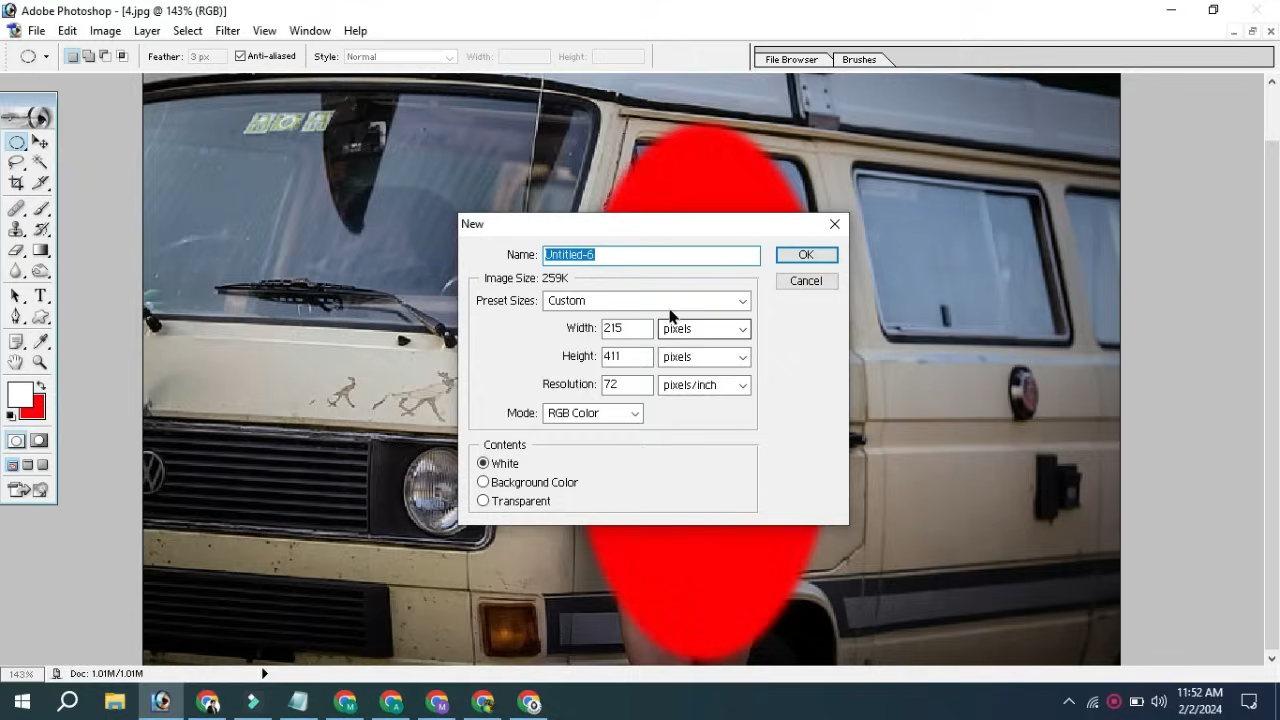 Adobe Photoshop - [4.jpg @ 143% (RGB)]
File Edit Image Layer Select Filter View Window Help
Feather: 3 px Anti-aliased Style: Normal Width: Height: File Browser Brushes
New
Name: Untitled-6 OK
Image Size: 259K
Cancel
Preset Sizes: Custom
Width: 215 pixels
Height: 411 pixels
Resolution: 72 pixels/inch
Mode: RGB Color
Contents
White
Background Color
Transparent
143% Doc: 1.01M/1.01M
11:52 AM
2/2/2024